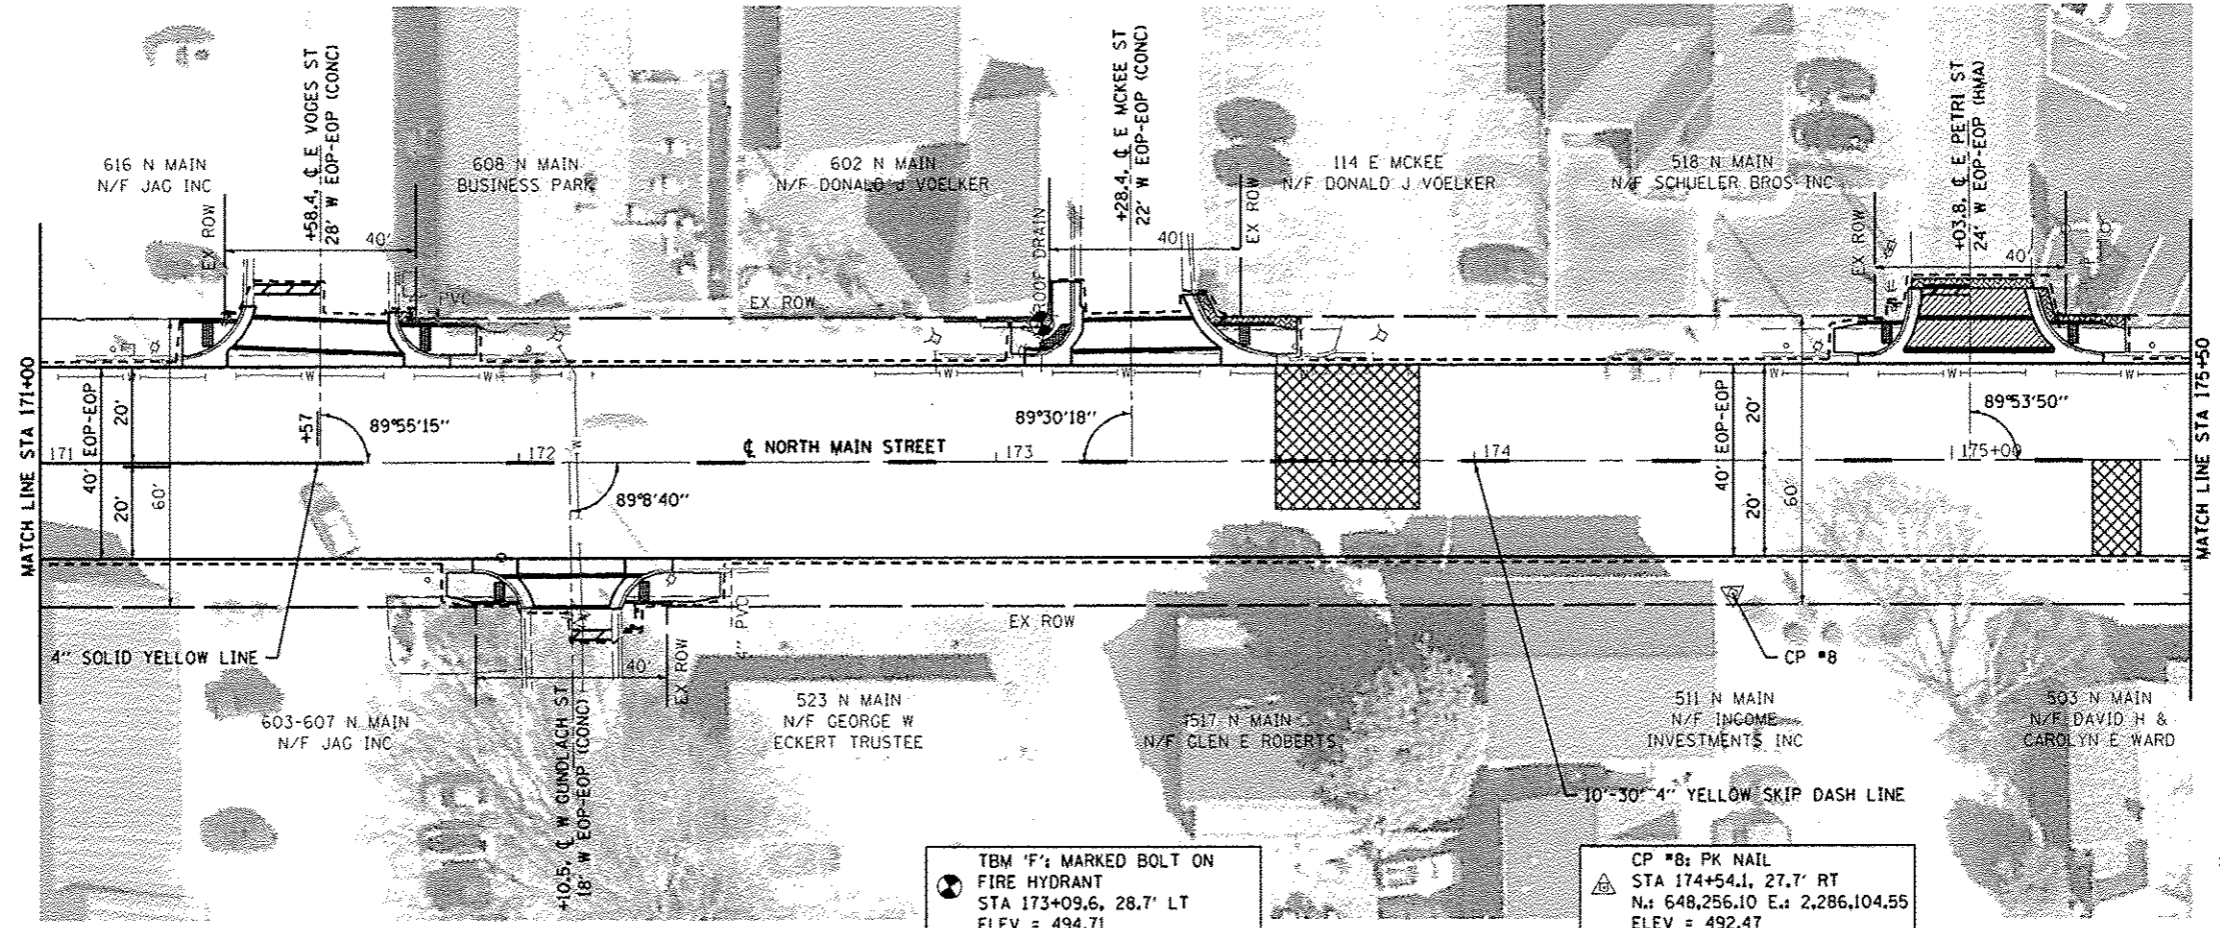 +58.4, ℄ E VOGES ST
28' W EOP-EOP (CONC)
+28.4, ℄ E MCKEE ST
22' W EOP-EOP (CONC)
+03.8, ℄ E PETRI ST
24' W EOP-EOP (HMA)
616 N MAIN
N/F JAG INC
608 N MAIN
BUSINESS PARK
602 N MAIN
N/F DONALD J VOELKER
114 E MCKEE
N/F DONALD J VOELKER
518 N MAIN
N/F SCHUELER BROS INC
EX ROW
40'
PVC
EX ROW
ROOF DRAIN
40'
EX ROW
EX ROW
40'
W
W
W
W
W
W
W
W
W
MATCH LINE STA 171+00
40' EOP-EOP
20'
20'
60'
+57
89°55'15"
89°8'40"
89°30'18"
89°53'50"
171
172
℄ NORTH MAIN STREET
173
174
175+00
40' EOP-EOP
20'
20'
60'
MATCH LINE STA 175+50
4" SOLID YELLOW LINE
40'
EX ROW
4" PVC
EX ROW
CP #8
+10.5, ℄ W GUNDLACH ST
18' W EOP-EOP (CONC)
603-607 N MAIN
N/F JAG INC
523 N MAIN
N/F GEORGE W
ECKERT TRUSTEE
517 N MAIN
N/F GLEN E ROBERTS
511 N MAIN
N/F INCOME
INVESTMENTS INC
503 N MAIN
N/F DAVID H &
CAROLYN E WARD
10'-30' 4" YELLOW SKIP DASH LINE
TBM 'F': MARKED BOLT ON
FIRE HYDRANT
STA 173+09.6, 28.7' LT
ELEV = 494.71
CP #8: PK NAIL
STA 174+54.1, 27.7' RT
N.: 648,256.10 E.: 2,286,104.55
ELEV = 492.47